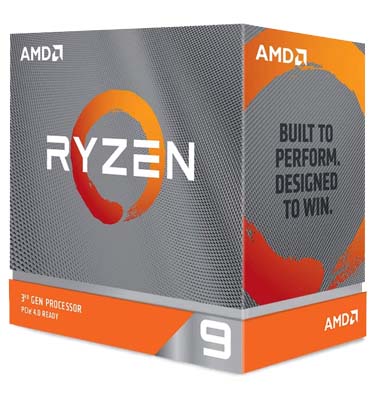 AMD
RYZEN
3RD GEN PROCESSOR
PCIe 4.0 READY
9
AMD
BUILT TO
PERFORM.
DESIGNED
TO WIN.
AMD